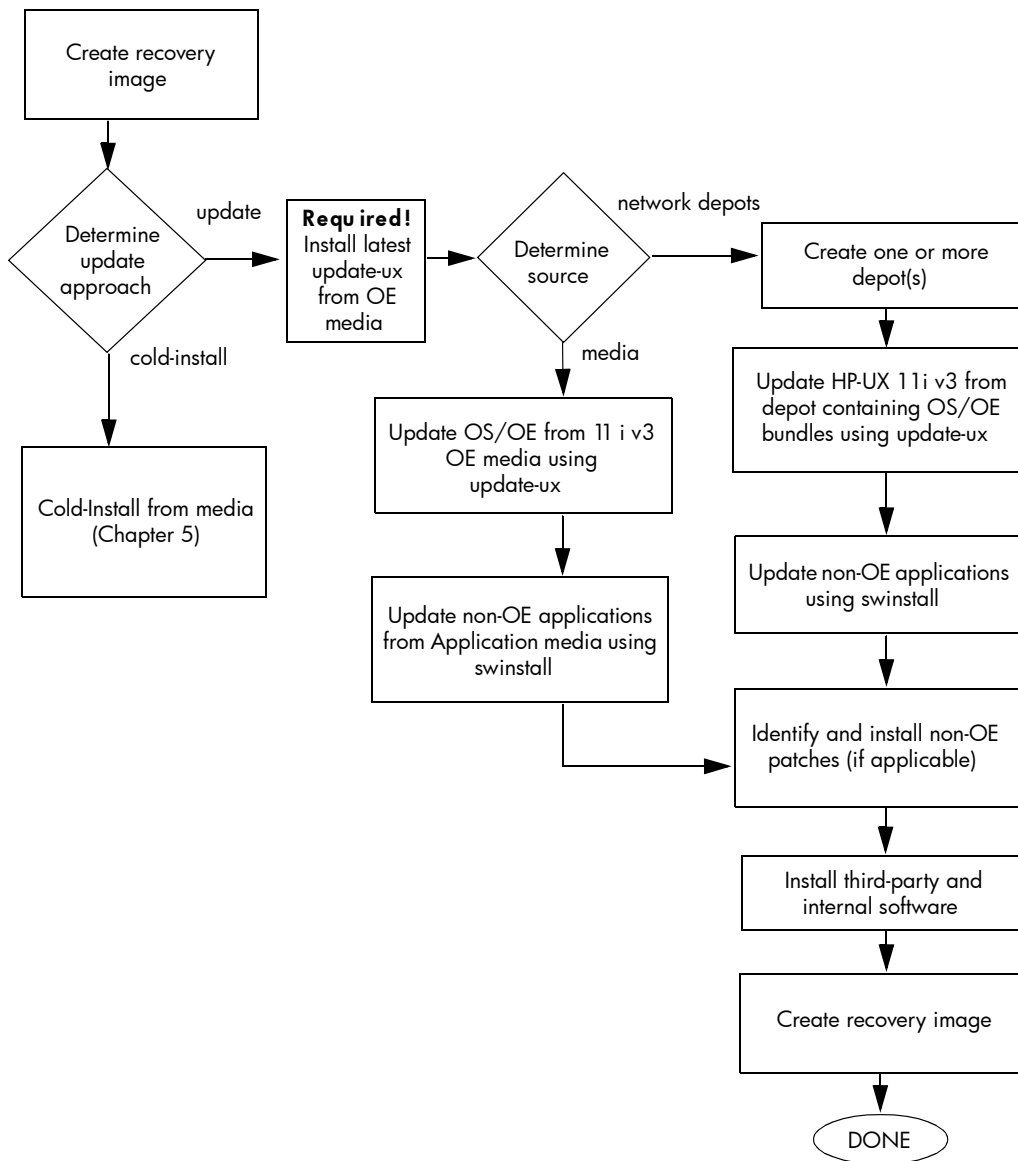 Create recovery
image
Determine
update
approach
update
cold-install
Cold-Install from media
(Chapter 5)
Required!
Install latest
update-ux
from OE
media
Determine
source
network depots
media
Update OS/OE from 11 i v3
OE media using
update-ux
Update non-OE applications
from Application media using
swinstall
Create one or more
depot(s)
Update HP-UX 11i v3 from
depot containing OS/OE
bundles using update-ux
Update non-OE applications
using swinstall
Identify and install non-OE
patches (if applicable)
Install third-party and
internal software
Create recovery image
DONE